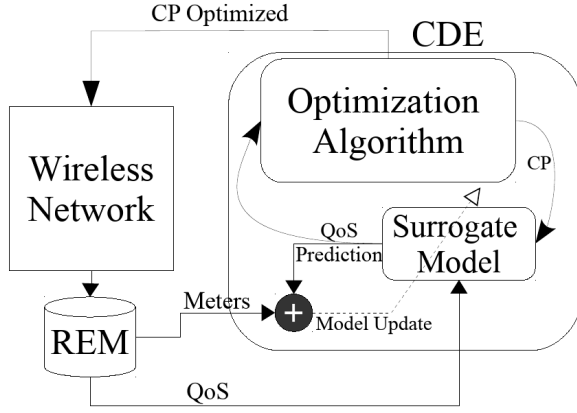 CP Optimized
CDE
Optimization
Algorithm
Wireless
Network
CP
QoS
Prediction
Surrogate
Model
Meters
+
Model Update
REM
QoS